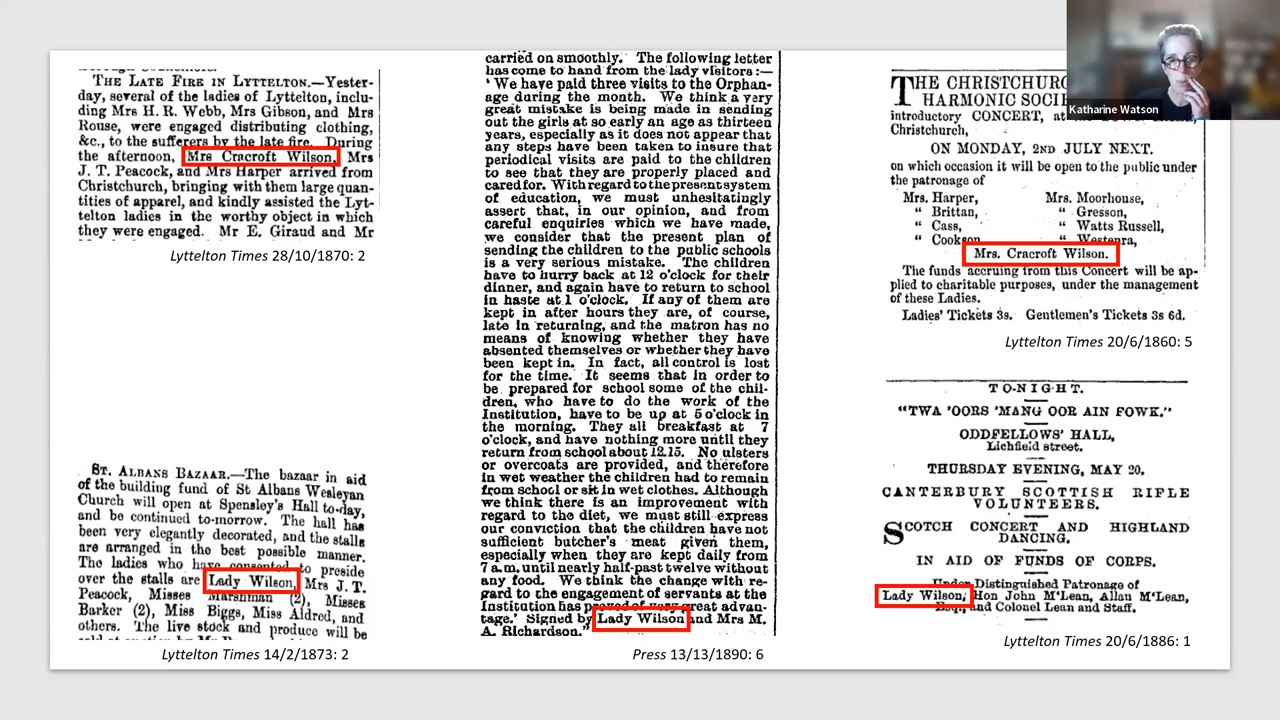 THE LATE FIRE IN LYTTELTON.—Yester-
day, several of the ladies of Lyttelton, inclu-
ding Mrs H. R. Webb, Mrs Gibson, and Mrs
Rouse, were engaged distributing clothing,
&c., to the sufferers by the late fire. During
the afternoon, Mrs Cracroft Wilson, Mrs
J. T. Peacock, and Mrs Harper arrived from
Christchurch, bringing with them large quan-
tities of apparel, and kindly assisted the Lyt-
telton ladies in the worthy object in which
they were engaged. Mr E. Giraud and Mr
Lyttelton Times 28/10/1870: 2
ST. ALBANS BAZAAR.—The bazaar in aid
of the building fund of St Albans Wesleyan
Church will open at Spensley's Hall to-day,
and be continued to-morrow. The hall has
been very elegantly decorated, and the stalls
are arranged in the best possible manner.
The ladies who have consented to preside
over the stalls are Lady Wilson, Mrs J. T.
Peacock, Misses Marshman (2), Misses
Barker (2), Miss Biggs, Miss Aldred, and
others. The live stock and produce will be
Lyttelton Times 14/2/1873: 2
carried on smoothly. The following letter
has come to hand from the lady visitors:—
'We have paid three visits to the Orphan-
age during the month. We think a very
great mistake is being made in sending
out the girls at so early an age as thirteen
years, especially as it does not appear that
any steps have been taken to insure that
periodical visits are paid to the children
to see that they are properly placed and
cared for. With regard to the present system
of education, we must unhesitatingly
assert that, in our opinion, and from
careful enquiries which we have made,
we consider that the present plan of
sending the children to the public schools
is a very serious mistake. The children
have to hurry back at 12 o'clock for their
dinner, and again have to return to school
in haste at 1 o'clock. If any of them are
kept in after hours they are, of course,
late in returning, and the matron has no
means of knowing whether they have
absented themselves or whether they have
been kept in. In fact, all control is lost
for the time. It seems that in order to
be prepared for school some of the chil-
dren, who have to do the work of the
Institution, have to be up at 5 o'clock in
the morning. They all breakfast at 7
o'clock, and have nothing more until they
return from school about 12.15. No ulsters
or overcoats are provided, and therefore
in wet weather the children had to remain
from school or sit in wet clothes. Although
we think there is an improvement with
regard to the diet, we must still express
our conviction that the children have not
sufficient butcher's meat given them,
especially when they are kept daily from
7 a.m. until nearly half-past twelve without
any food. We think the change with re-
gard to the engagement of servants at the
Institution has proved of very great advan-
tage.' Signed by Lady Wilson and Mrs M.
A. Richardson."
Press 13/13/1890: 6
Katharine Watson
THE CHRISTCHURC
HARMONIC SOCI
introductory CONCERT, at
Christchurch,
ON MONDAY, 2ND JULY NEXT.
on which occasion it will be open to the public under
the patronage of
Mrs. Harper, Mrs. Moorhouse,
“ Brittan, “ Gresson,
“ Cass, “ Watts Russell,
“ Cookson “ Westenra,
Mrs. Cracroft Wilson.
The funds accruing from this Concert will be ap-
plied to charitable purposes, under the management
of these Ladies.
Ladies' Tickets 3s. Gentlemen's Tickets 3s 6d.
Lyttelton Times 20/6/1860: 5
TO-NIGHT.
"TWA 'OORS 'MANG OOR AIN FOWK."
ODDFELLOWS' HALL,
Lichfield street.
THURSDAY EVENING, MAY 20.
CANTERBURY SCOTTISH RIFLE
VOLUNTEERS.
SCOTCH CONCERT AND HIGHLAND
DANCING.
IN AID OF FUNDS OF CORPS.
Under Distinguished Patronage of
Lady Wilson, Hon John M'Lean, Allan M'Lean,
Esq., and Colonel Lean and Staff.
Lyttelton Times 20/6/1886: 1